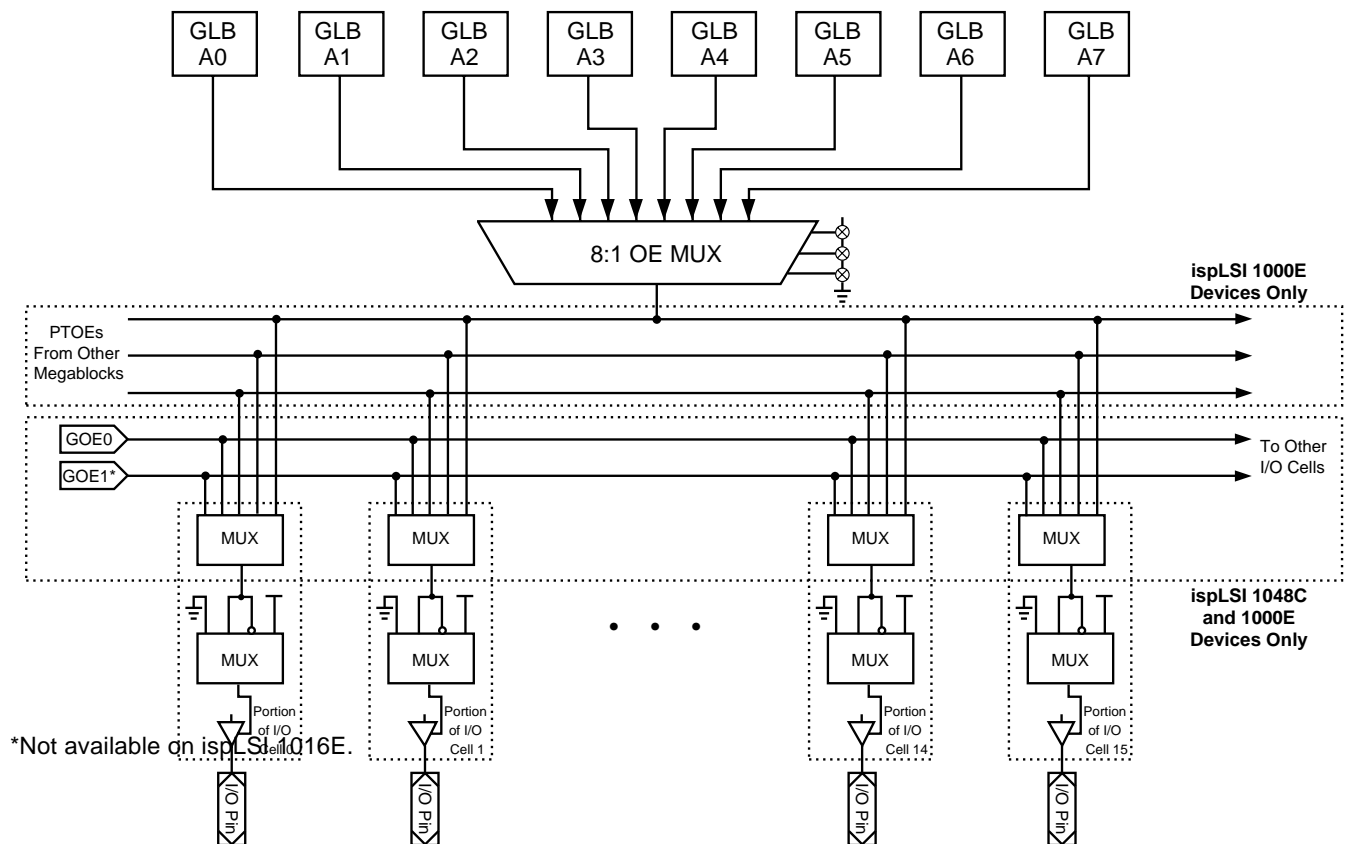 GLB
A0
GLB
A1
GLB
A2
GLB
A3
GLB
A4
GLB
A5
GLB
A6
GLB
A7
8:1 OE MUX
ispLSI 1000E
Devices Only
PTOEs
From Other
Megablocks
GOE0
GOE1*
To Other
I/O Cells
MUX
MUX
MUX
MUX
ispLSI 1048C
and 1000E
Devices Only
MUX
MUX
MUX
MUX
Portion
of I/O
Cell 0
Portion
of I/O
Cell 1
Portion
of I/O
Cell 14
Portion
of I/O
Cell 15
*Not available on ispLSI 1016E.
I/O Pin
I/O Pin
I/O Pin
I/O Pin